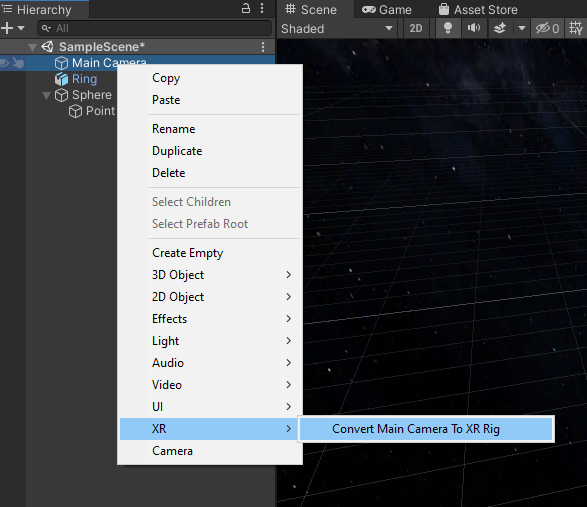 Hierarchy
Scene
Game
Asset Store
All
Shaded
2D
0
SampleScene*
Main Camera
Ring
Sphere
Point
Copy
Paste
Rename
Duplicate
Delete
Select Children
Select Prefab Root
Create Empty
3D Object
2D Object
Effects
Light
Audio
Video
UI
XR
Convert Main Camera To XR Rig
Camera